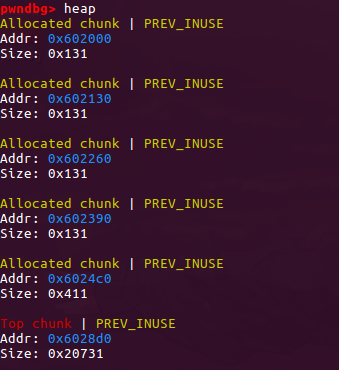 pwndbg> heap
Allocated chunk | PREV_INUSE
Addr: 0x602000
Size: 0x131
Allocated chunk | PREV_INUSE
Addr: 0x602130
Size: 0x131
Allocated chunk | PREV_INUSE
Addr: 0x602260
Size: 0x131
Allocated chunk | PREV_INUSE
Addr: 0x602390
Size: 0x131
Allocated chunk | PREV_INUSE
Addr: 0x6024c0
Size: 0x411
Top chunk | PREV_INUSE
Addr: 0x6028d0
Size: 0x20731